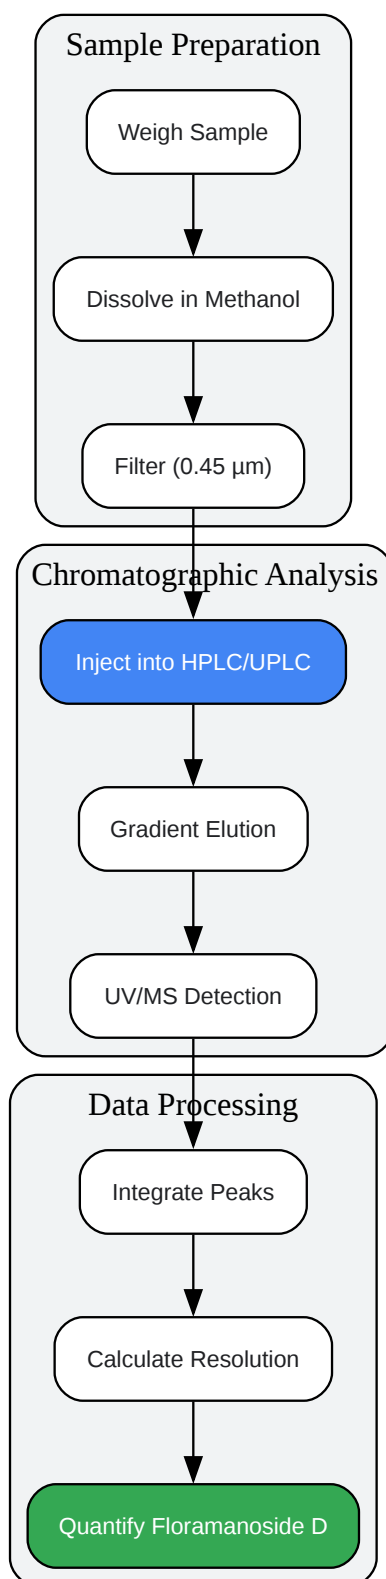 Sample Preparation
Weigh Sample
Dissolve in Methanol
Filter (0.45 µm)
Chromatographic Analysis
Inject into HPLC/UPLC
Gradient Elution
UV/MS Detection
Data Processing
Integrate Peaks
Calculate Resolution
Quantify Floramanoside D